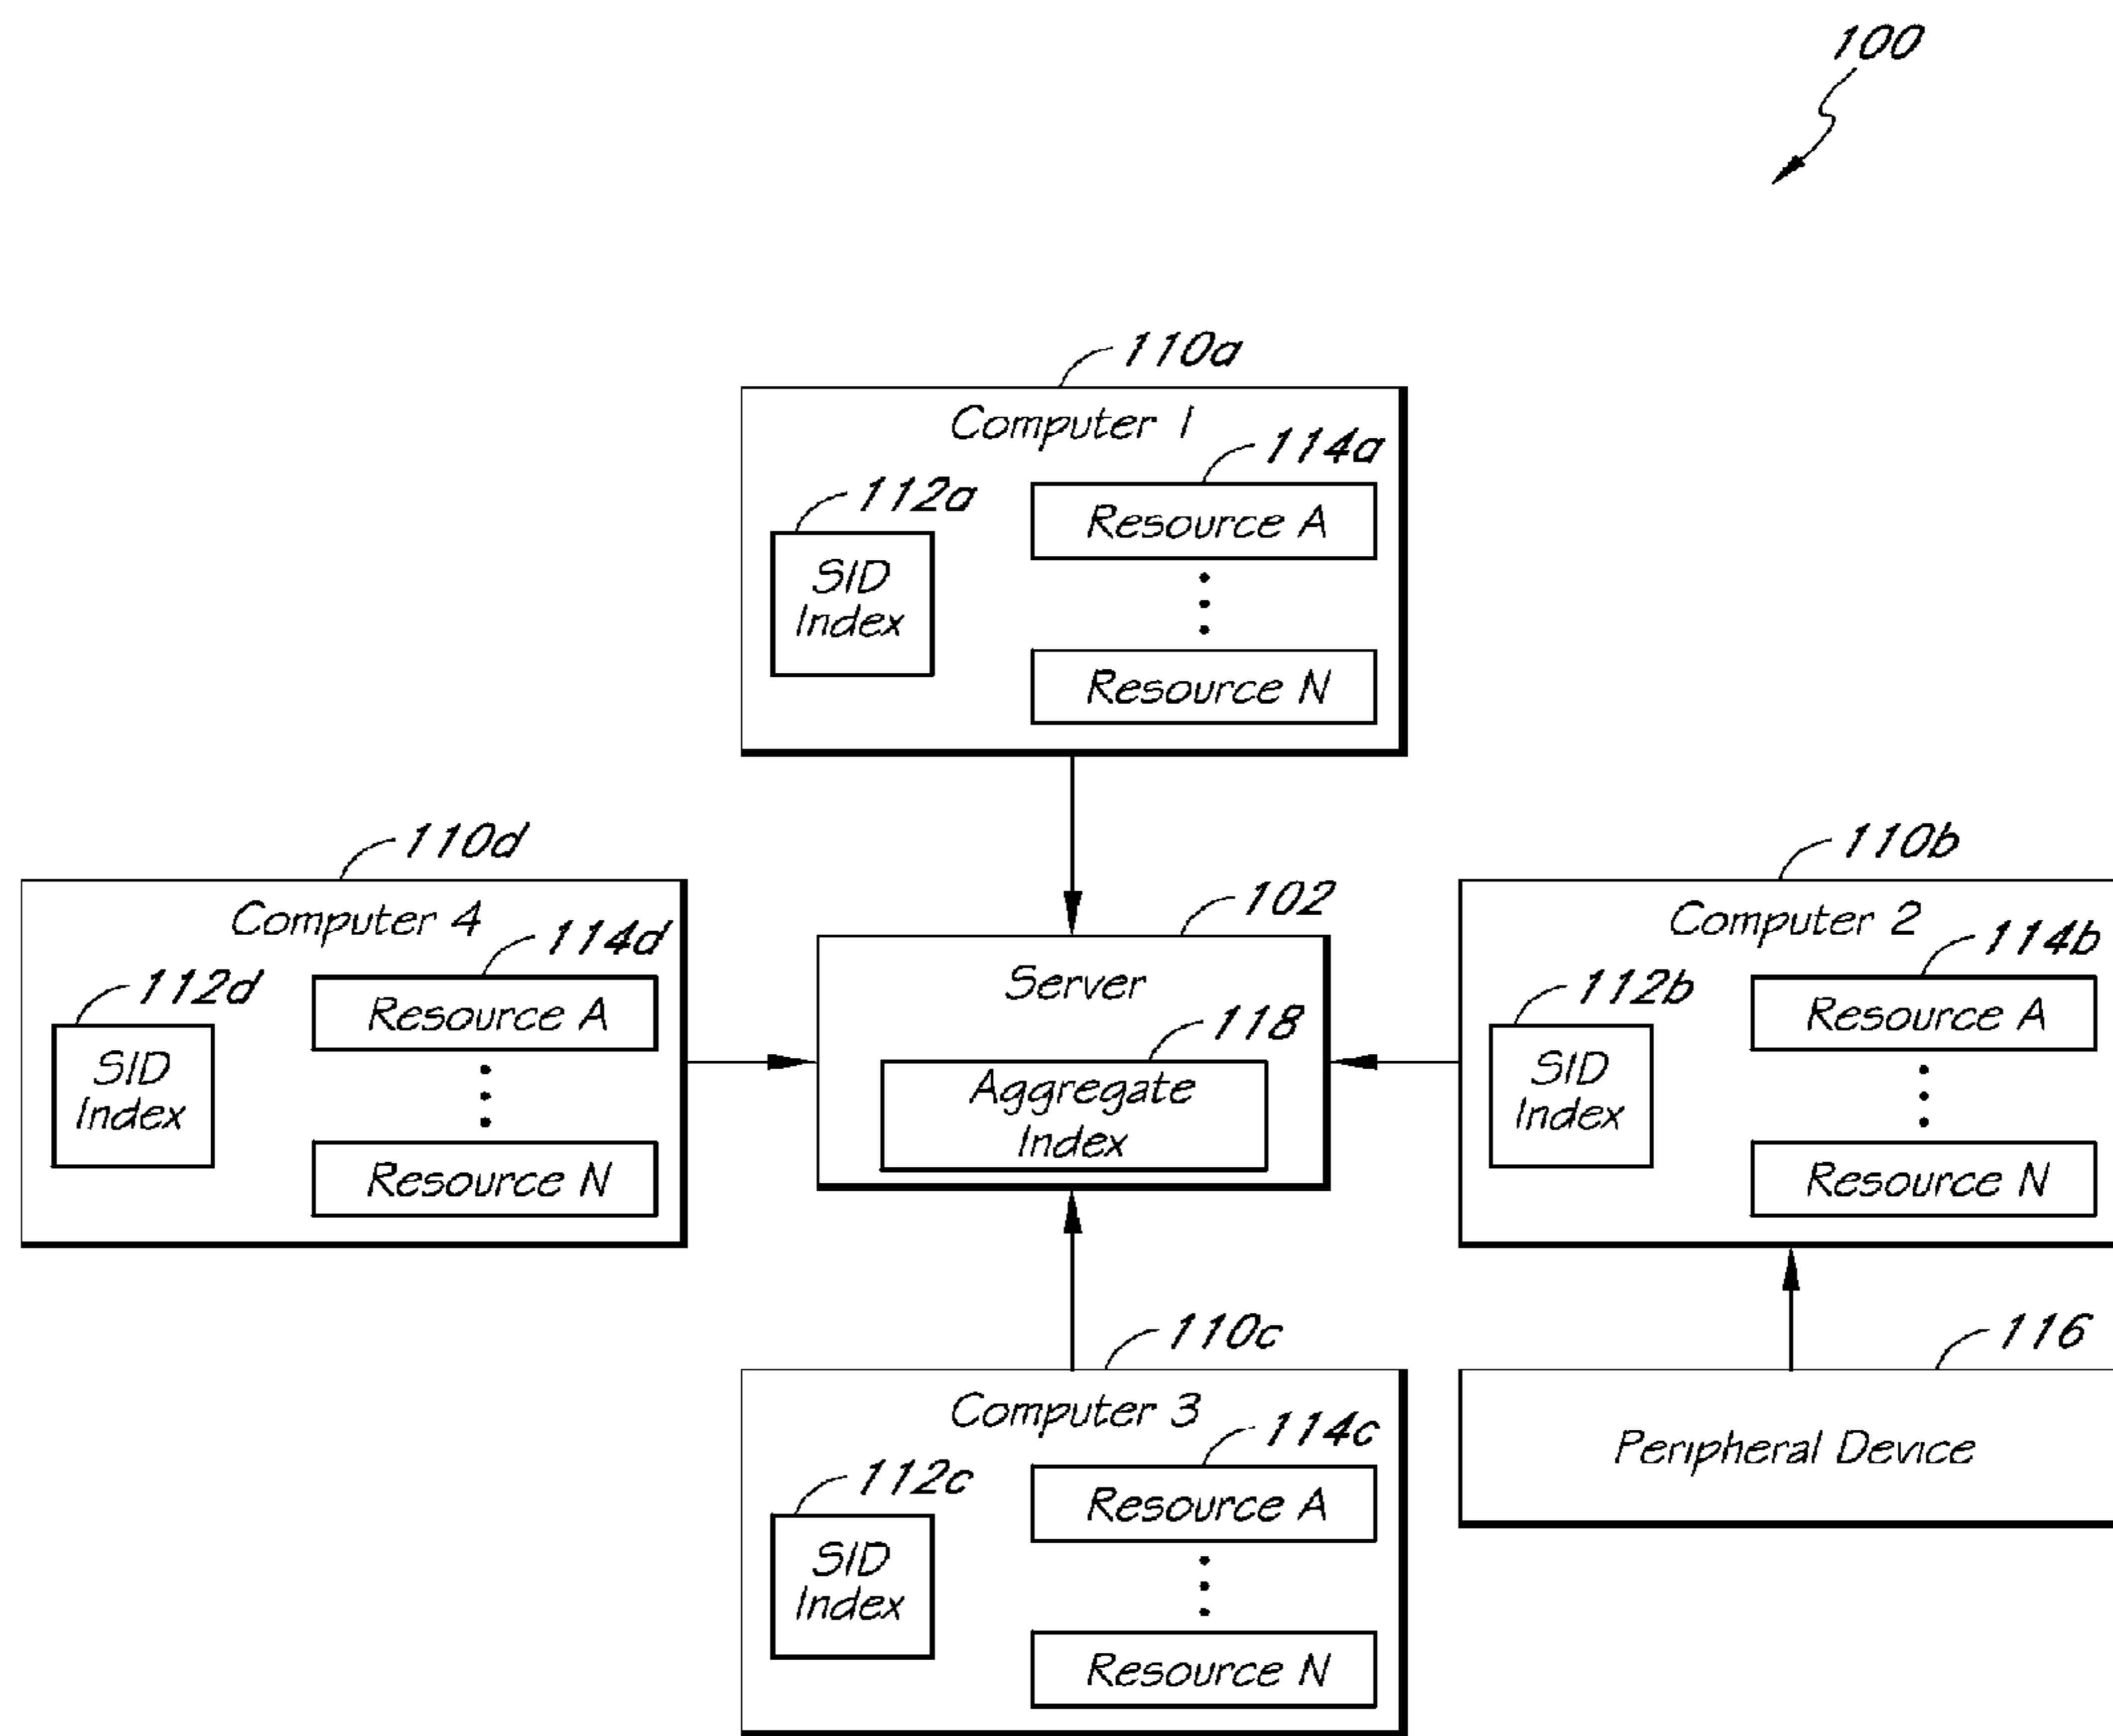 100
110a
Computer 1
114a
112a
Resource A
SID
Index
Resource N
110d
Computer 4
114d
112d
Resource A
SID
Index
Resource N
102
Server
118
Aggregate
Index
110b
Computer 2
114b
112b
Resource A
SID
Index
Resource N
110c
Computer 3
114c
112c
Resource A
SID
Index
Resource N
116
Peripheral Device